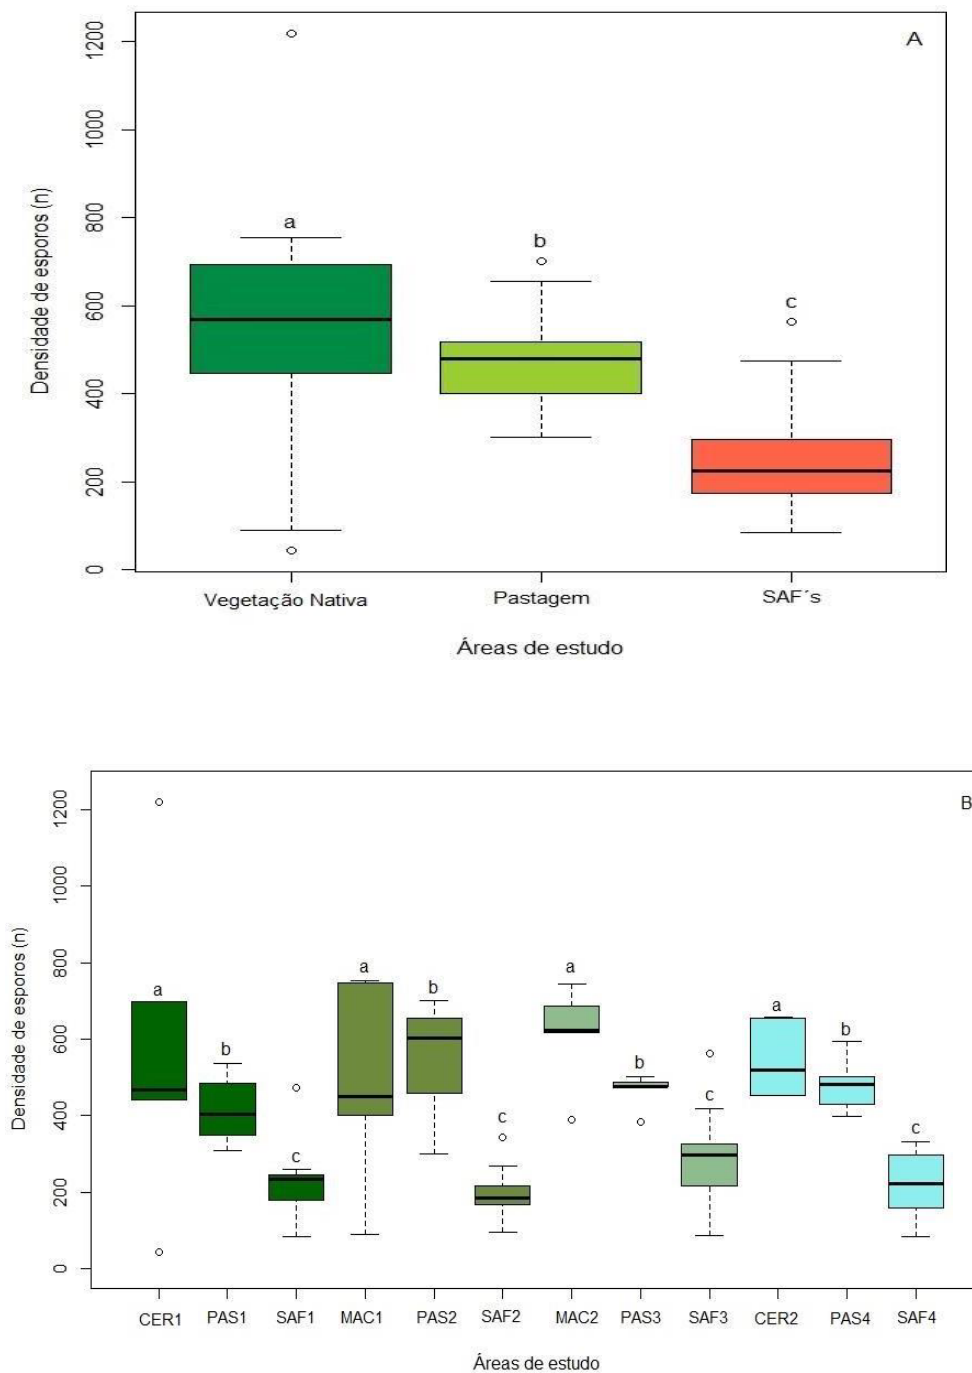 A
1200
1000
800
600
400
200
0
Densidade de esporos (n)
a
b
c
Vegetação Nativa Pastagem SAF´s
Áreas de estudo
B
1200
1000
800
600
400
200
0
Densidade de esporos (n)
a b c a b c a b c a b c
CER1 PAS1 SAF1 MAC1 PAS2 SAF2 MAC2 PAS3 SAF3 CER2 PAS4 SAF4
Áreas de estudo